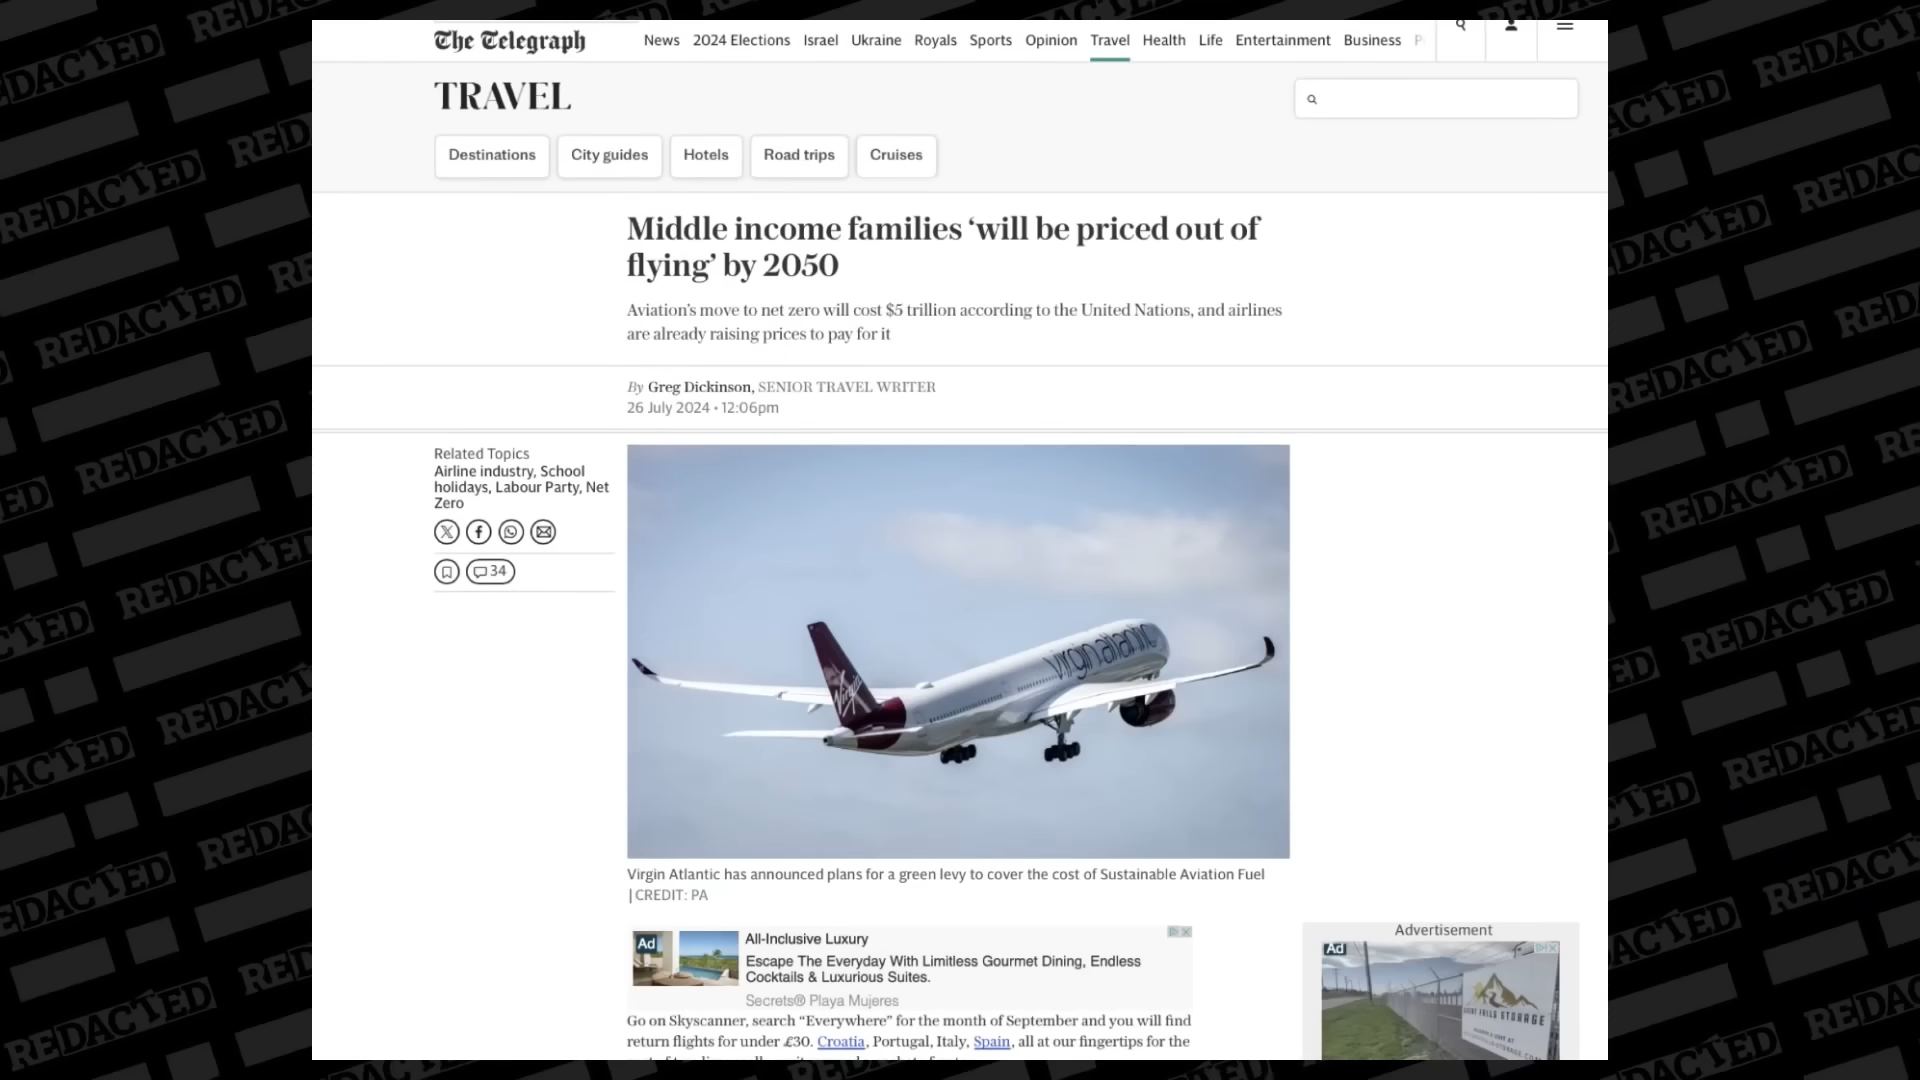 The Telegraph
News 2024 Elections Israel Ukraine Royals Sports Opinion Travel Health Life Entertainment Business
TRAVEL
Destinations City guides Hotels Road trips Cruises
Middle income families ‘will be priced out of
flying’ by 2050
Aviation’s move to net zero will cost $5 trillion according to the United Nations, and airlines
are already raising prices to pay for it
By Greg Dickinson, SENIOR TRAVEL WRITER
26 July 2024 • 12:06pm
Related Topics
Airline industry, School
holidays, Labour Party, Net
Zero
34
virgin atlantic
Virgin
Virgin Atlantic has announced plans for a green levy to cover the cost of Sustainable Aviation Fuel
| CREDIT: PA
Ad
All-Inclusive Luxury
Escape The Everyday With Limitless Gourmet Dining, Endless
Cocktails & Luxurious Suites.
Secrets® Playa Mujeres
Go on Skyscanner, search “Everywhere” for the month of September and you will find
return flights for under £30. Croatia, Portugal, Italy, Spain, all at our fingertips for the
Advertisement
Ad
FALLS STORAGE
REDACTED